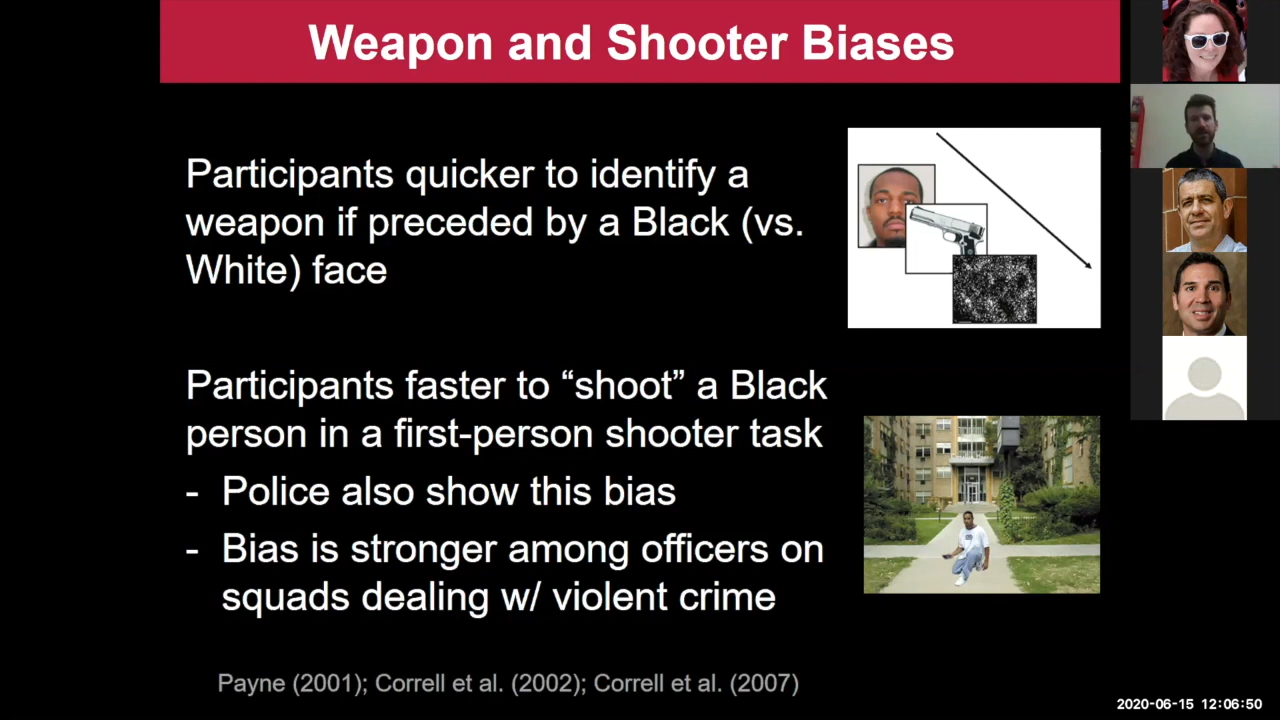 Weapon and Shooter Biases
Participants quicker to identify a
weapon if preceded by a Black (vs.
White) face
Participants faster to “shoot” a Black
person in a first-person shooter task
- Police also show this bias
- Bias is stronger among officers on
squads dealing w/ violent crime
Payne (2001); Correll et al. (2002); Correll et al. (2007)
2020-06-15 12:06:50